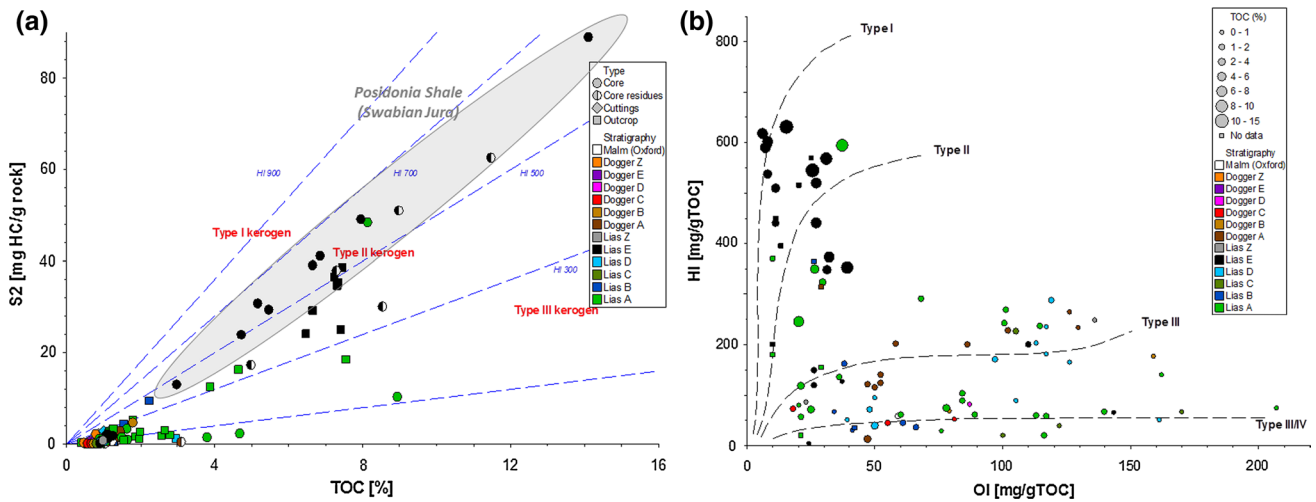 (a)
S2 [mg HC/g rock]
80
60
40
20
0
0
4
8
12
16
TOC [%]
Posidonia Shale
(Swabian Jura)
HI 900
HI 700
HI 500
HI 300
Type I kerogen
Type II kerogen
Type III kerogen
Type
Core
Core residues
Cuttings
Outcrop
Stratigraphy
Malm (Oxford)
Dogger Z
Dogger E
Dogger D
Dogger C
Dogger B
Dogger A
Lias Z
Lias E
Lias D
Lias C
Lias B
Lias A
(b)
HI [mg/gTOC]
800
600
400
200
0
0
50
100
150
200
OI [mg/gTOC]
Type I
Type II
Type III
Type III/IV
TOC (%)
0 - 1
1 - 2
2 - 4
4 - 6
6 - 8
8 - 10
10 - 15
No data
Stratigraphy
Malm (Oxford)
Dogger Z
Dogger E
Dogger D
Dogger C
Dogger B
Dogger A
Lias Z
Lias E
Lias D
Lias C
Lias B
Lias A